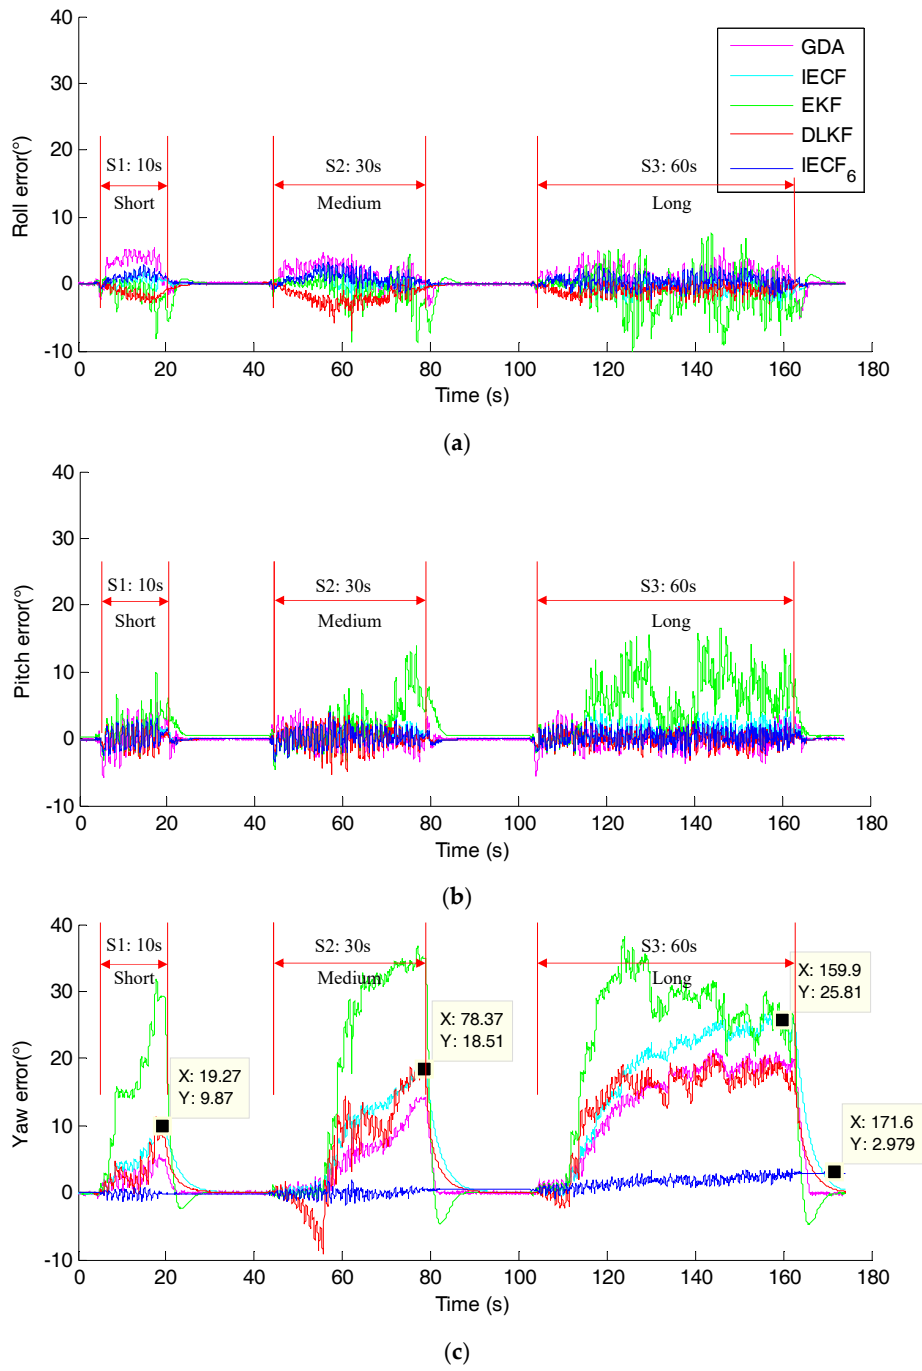 40
30
20
10
0
-10
Roll error(°)
GDA
IECF
EKF
DLKF
IECF6
S1: 10s
Short
S2: 30s
Medium
S3: 60s
Long
0 20 40 60 80 100 120 140 160 180
Time (s)
(a)
40
30
20
10
0
-10
Pitch error(°)
S1: 10s
Short
S2: 30s
Medium
S3: 60s
Long
0 20 40 60 80 100 120 140 160 180
Time (s)
(b)
40
30
20
10
0
-10
Yaw error(°)
S1: 10s
Short
S2: 30s
Medium
S3: 60s
Long
X: 19.27
Y: 9.87
X: 78.37
Y: 18.51
X: 159.9
Y: 25.81
X: 171.6
Y: 2.979
0 20 40 60 80 100 120 140 160 180
Time (s)
(c)